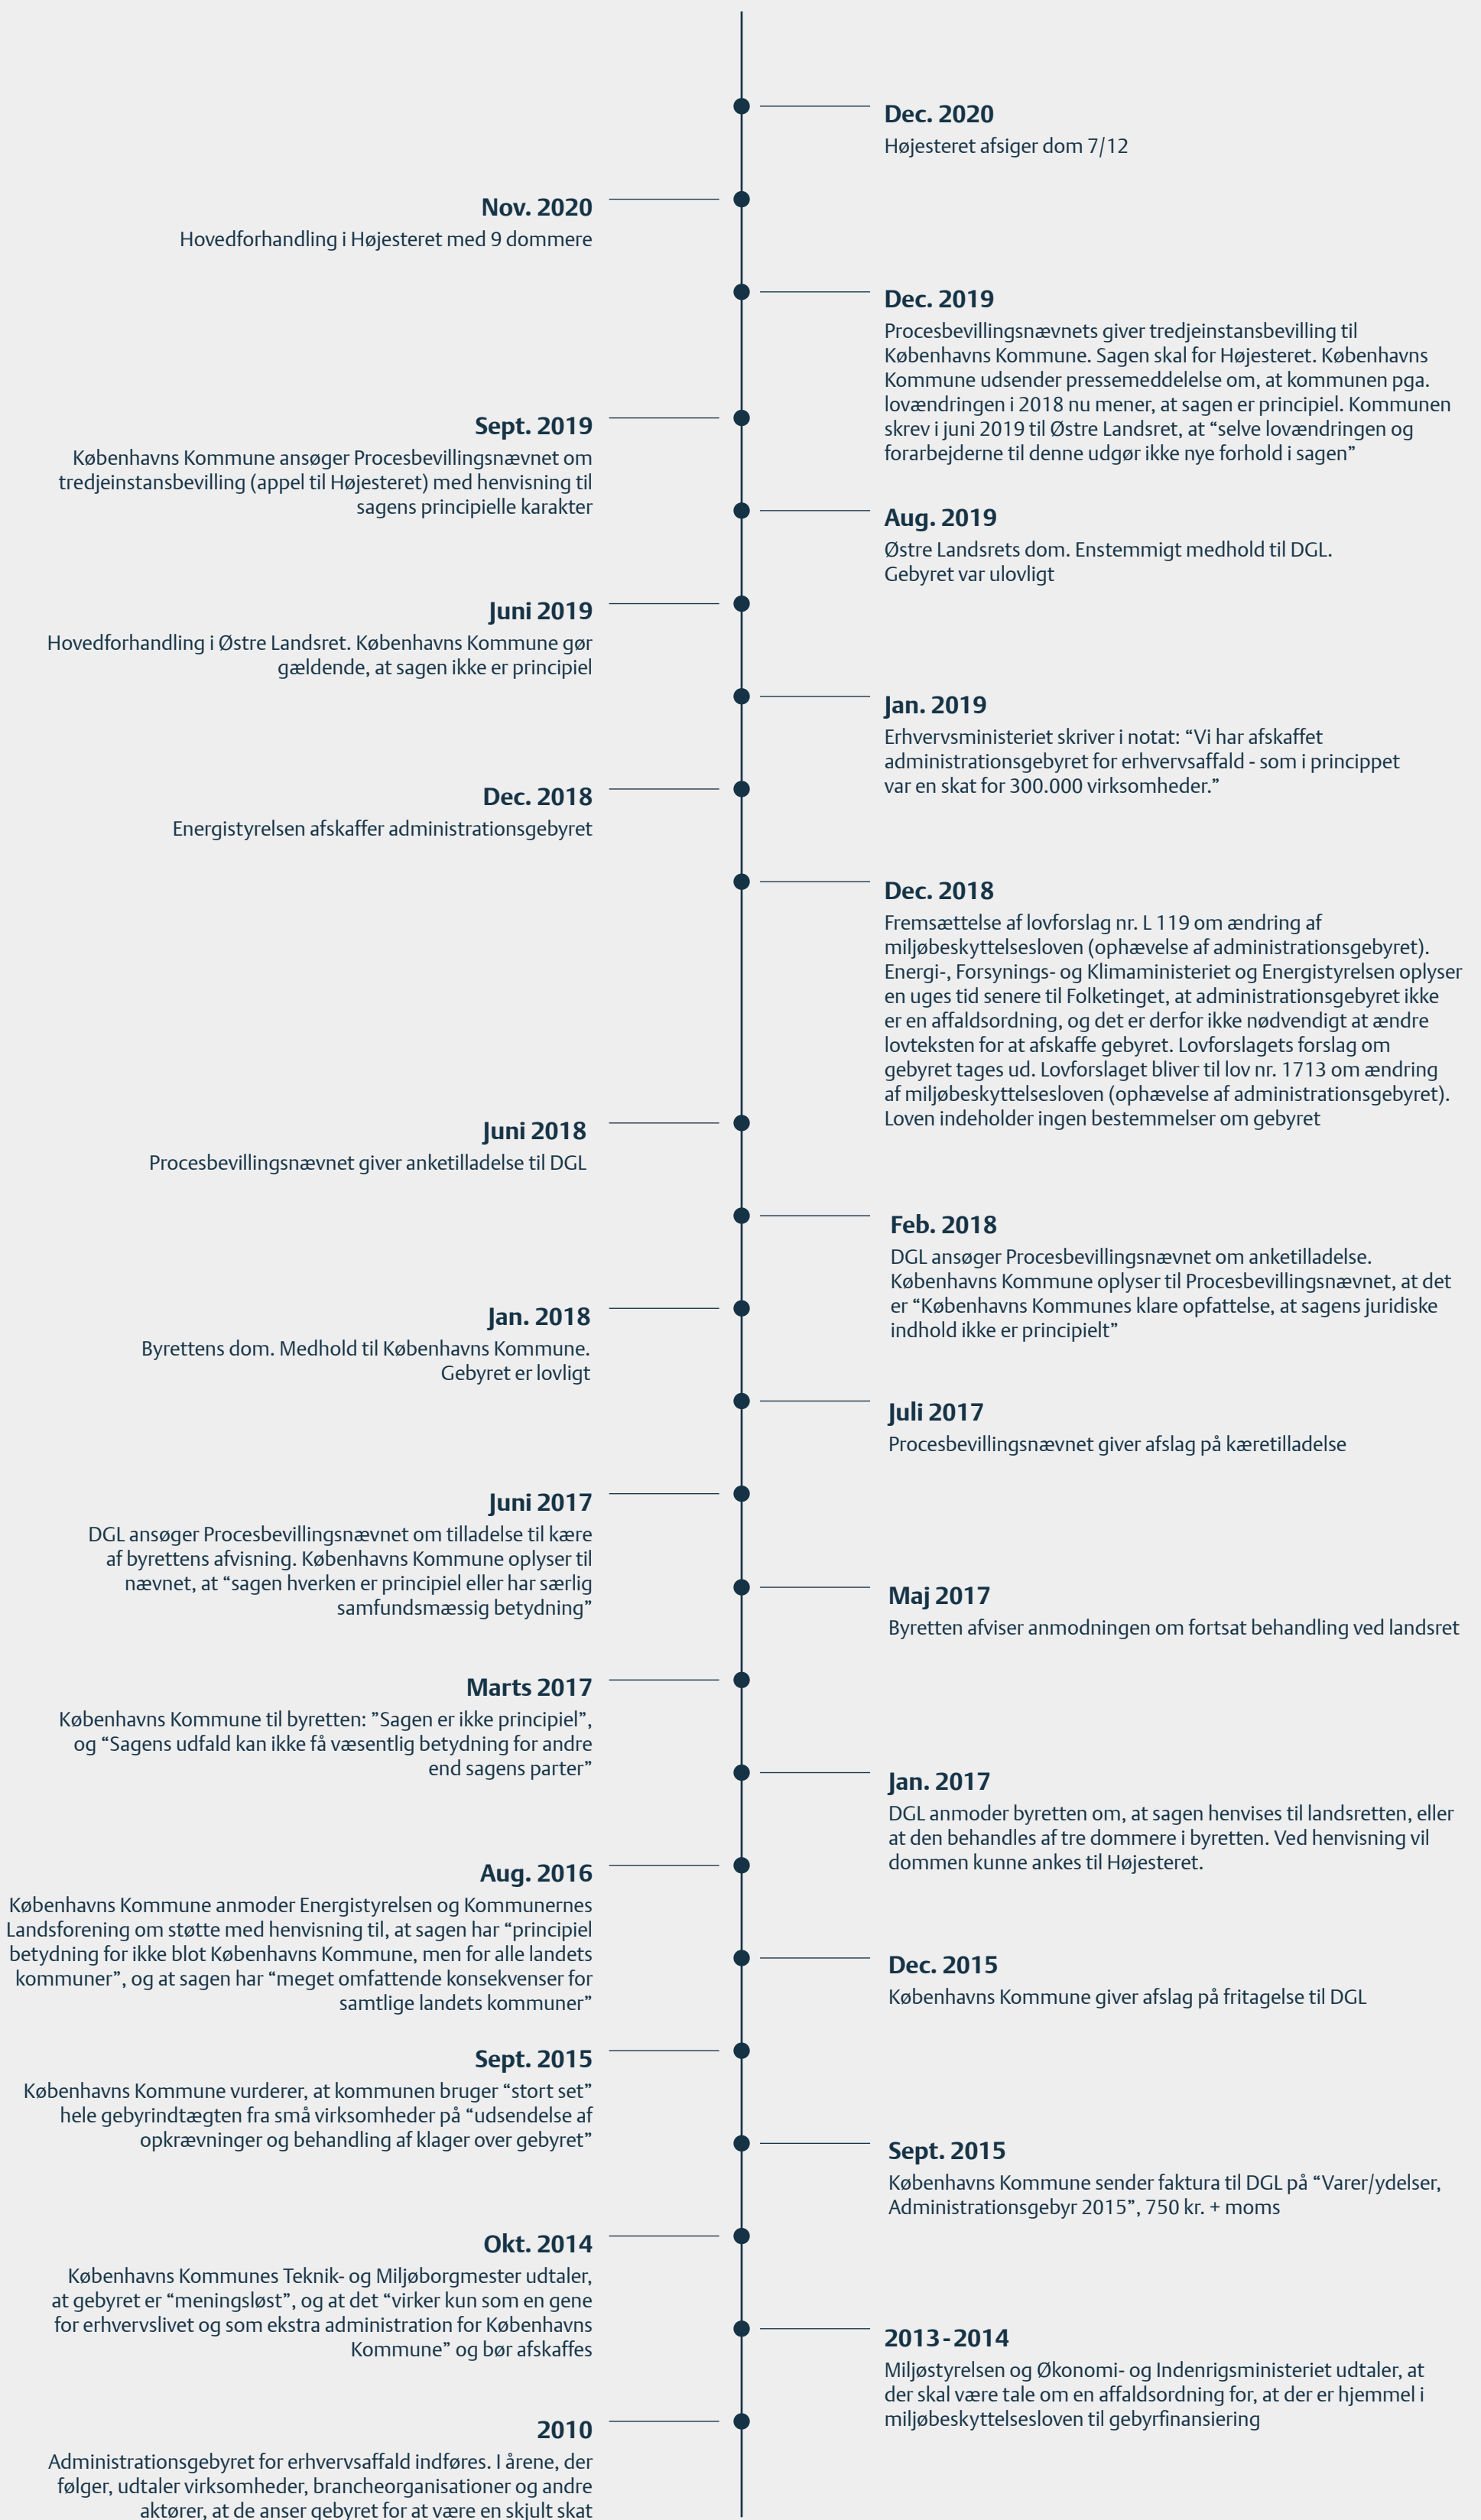 Dec. 2020
Højesteret afsiger dom 7/12
Nov. 2020
Hovedforhandling i Højesteret med 9 dommere
Dec. 2019
Procesbevillingsnævnets giver tredjeinstansbevilling til
Københavns Kommune. Sagen skal for Højesteret. Københavns
Kommune udsender pressemeddelelse om, at kommunen pga.
lovændringen i 2018 nu mener, at sagen er principiel. Kommunen
skrev i juni 2019 til Østre Landsret, at “selve lovændringen og
forarbejderne til denne udgør ikke nye forhold i sagen”
Sept. 2019
Københavns Kommune ansøger Procesbevillingsnævnet om
tredjeinstansbevilling (appel til Højesteret) med henvisning til
sagens principielle karakter
Aug. 2019
Østre Landsrets dom. Enstemmigt medhold til DGL.
Gebyret var ulovligt
Juni 2019
Hovedforhandling i Østre Landsret. Københavns Kommune gør
gældende, at sagen ikke er principiel
Jan. 2019
Erhvervsministeriet skriver i notat: “Vi har afskaffet
administrationsgebyret for erhvervsaffald - som i princippet
var en skat for 300.000 virksomheder.”
Dec. 2018
Energistyrelsen afskaffer administrationsgebyret
Dec. 2018
Fremsættelse af lovforslag nr. L 119 om ændring af
miljøbeskyttelsesloven (ophævelse af administrationsgebyret).
Energi-, Forsynings- og Klimaministeriet og Energistyrelsen oplyser
en uges tid senere til Folketinget, at administrationsgebyret ikke
er en affaldsordning, og det er derfor ikke nødvendigt at ændre
lovteksten for at afskaffe gebyret. Lovforslagets forslag om
gebyret tages ud. Lovforslaget bliver til lov nr. 1713 om ændring
af miljøbeskyttelsesloven (ophævelse af administrationsgebyret).
Loven indeholder ingen bestemmelser om gebyret
Juni 2018
Procesbevillingsnævnet giver anketilladelse til DGL
Feb. 2018
DGL ansøger Procesbevillingsnævnet om anketilladelse.
Københavns Kommune oplyser til Procesbevillingsnævnet, at det
er “Københavns Kommunes klare opfattelse, at sagens juridiske
indhold ikke er principielt”
Jan. 2018
Byrettens dom. Medhold til Københavns Kommune.
Gebyret er lovligt
Juli 2017
Procesbevillingsnævnet giver afslag på kæretilladelse
Juni 2017
DGL ansøger Procesbevillingsnævnet om tilladelse til kære
af byrettens afvisning. Københavns Kommune oplyser til
nævnet, at “sagen hverken er principiel eller har særlig
samfundsmæssig betydning”
Maj 2017
Byretten afviser anmodningen om fortsat behandling ved landsret
Marts 2017
Københavns Kommune til byretten: ”Sagen er ikke principiel”,
og “Sagens udfald kan ikke få væsentlig betydning for andre
end sagens parter”
Jan. 2017
DGL anmoder byretten om, at sagen henvises til landsretten, eller
at den behandles af tre dommere i byretten. Ved henvisning vil
dommen kunne ankes til Højesteret.
Aug. 2016
Københavns Kommune anmoder Energistyrelsen og Kommunernes
Landsforening om støtte med henvisning til, at sagen har “principiel
betydning for ikke blot Københavns Kommune, men for alle landets
kommuner”, og at sagen har “meget omfattende konsekvenser for
samtlige landets kommuner”
Dec. 2015
Københavns Kommune giver afslag på fritagelse til DGL
Sept. 2015
Københavns Kommune vurderer, at kommunen bruger “stort set”
hele gebyrindtægten fra små virksomheder på “udsendelse af
opkrævninger og behandling af klager over gebyret”
Sept. 2015
Københavns Kommune sender faktura til DGL på “Varer/ydelser,
Administrationsgebyr 2015”, 750 kr. + moms
Okt. 2014
Københavns Kommunes Teknik- og Miljøborgmester udtaler,
at gebyret er “meningsløst”, og at det “virker kun som en gene
for erhvervslivet og som ekstra administration for Københavns
Kommune” og bør afskaffes
2013-2014
Miljøstyrelsen og Økonomi- og Indenrigsministeriet udtaler, at
der skal være tale om en affaldsordning for, at der er hjemmel i
miljøbeskyttelsesloven til gebyrfinansiering
2010
Administrationsgebyret for erhvervsaffald indføres. I årene, der
følger, udtaler virksomheder, brancheorganisationer og andre
aktører, at de anser gebyret for at være en skjult skat